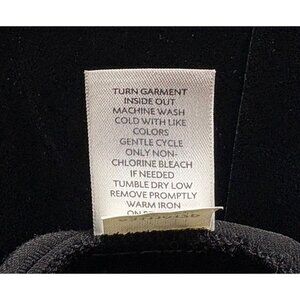 TURN GARMENT
INSIDE OUT
MACHINE WASH
COLD WITH LIKE
COLORS
GENTLE CYCLE
ONLY NON-
CHLORINE BLEACH
IF NEEDED
TUMBLE DRY LOW
REMOVE PROMPTLY
WARM IRON
ON